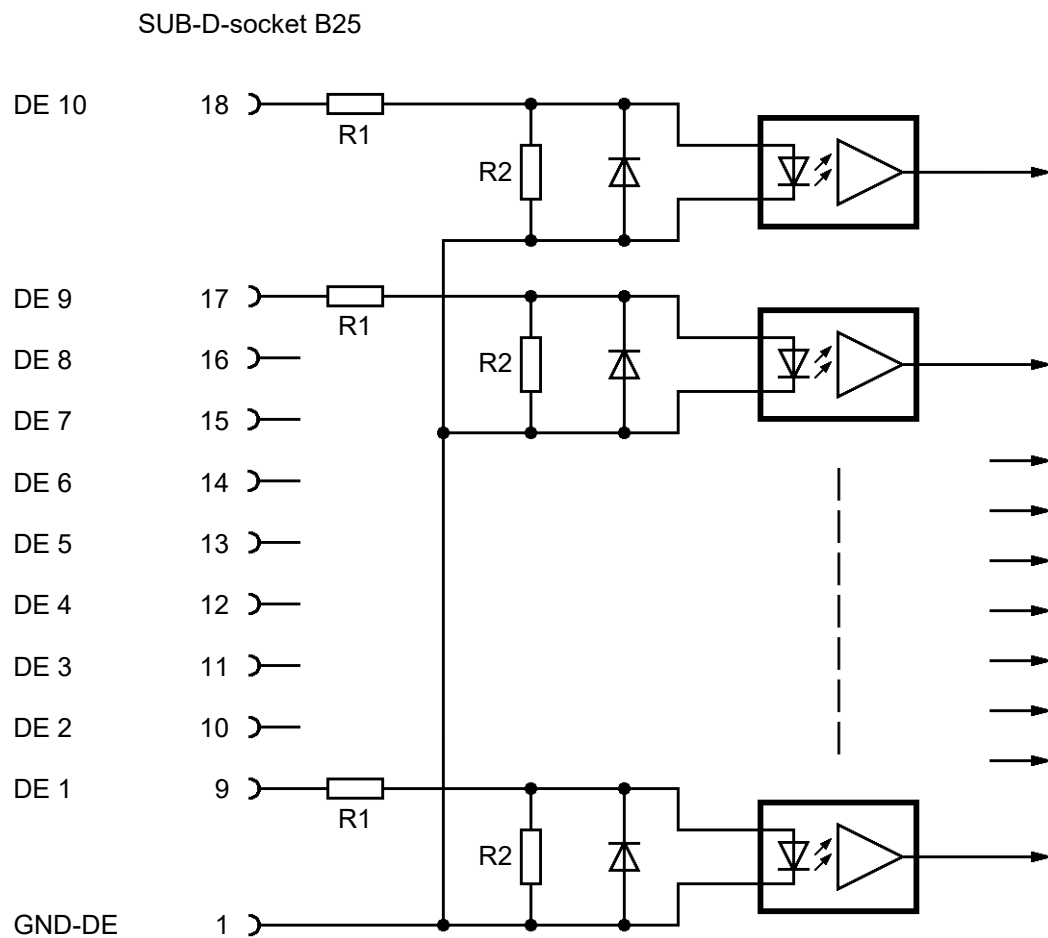 SUB-D-socket B25
DE 10 18
R1
R2
DE 9 17
R1
R2
DE 8 16
DE 7 15
DE 6 14
DE 5 13
DE 4 12
DE 3 11
DE 2 10
DE 1 9
R1
R2
GND-DE 1